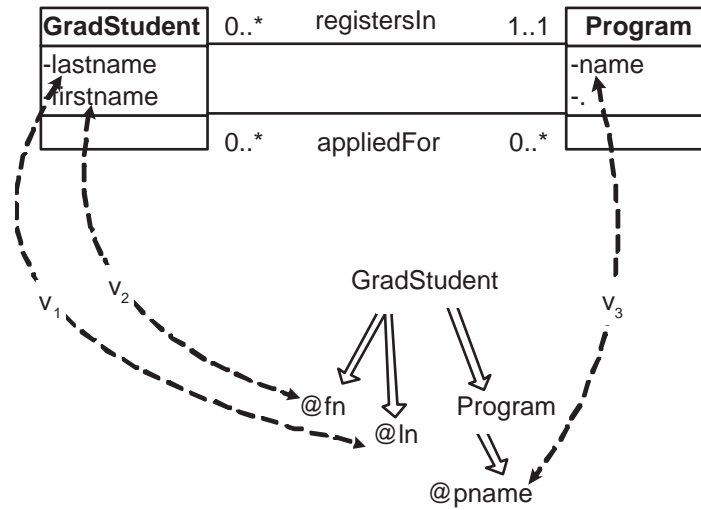 GradStudent 0..* registersIn 1..1 Program
-lastname -name
-firstname -.
0..* appliedFor 0..*
GradStudent
v1 v2 v3
@fn Program
@ln
@pname